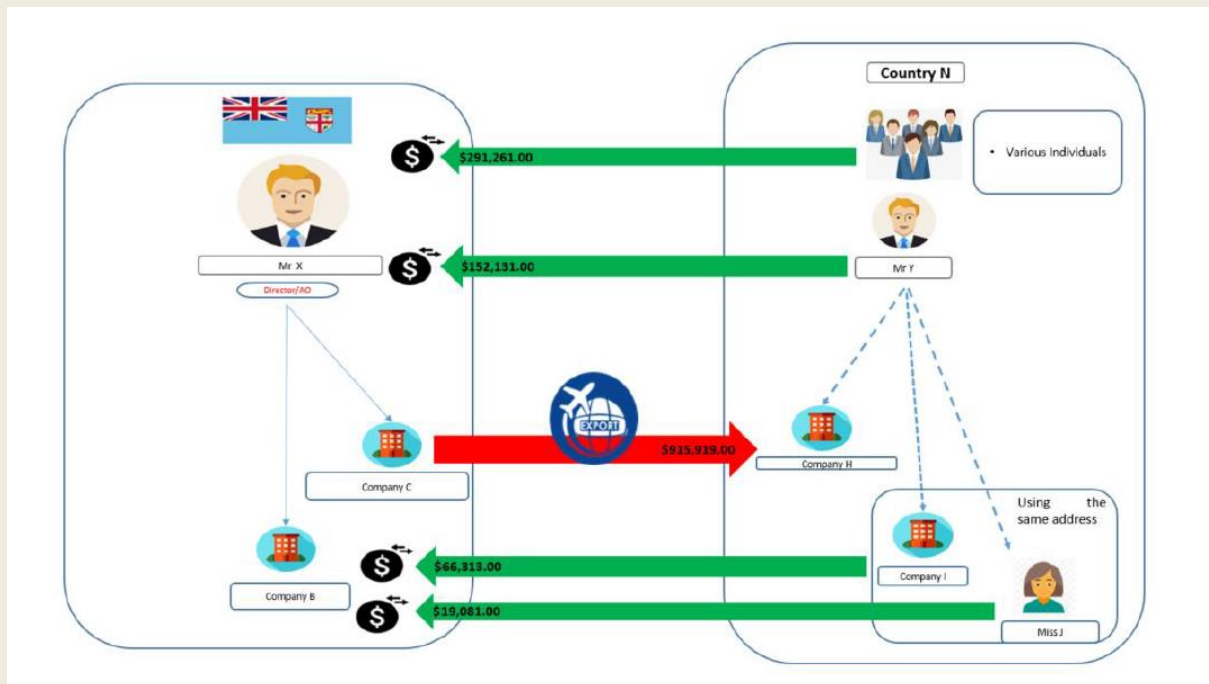 Country N
$291,261.00
• Various Individuals
Mr X
Director/AO
$152,131.00
Mr Y
EXPORT
$915,919.00
Company H
Company C
Using the
same address
$66,313.00
Company I
Company B
$19,081.00
Miss J